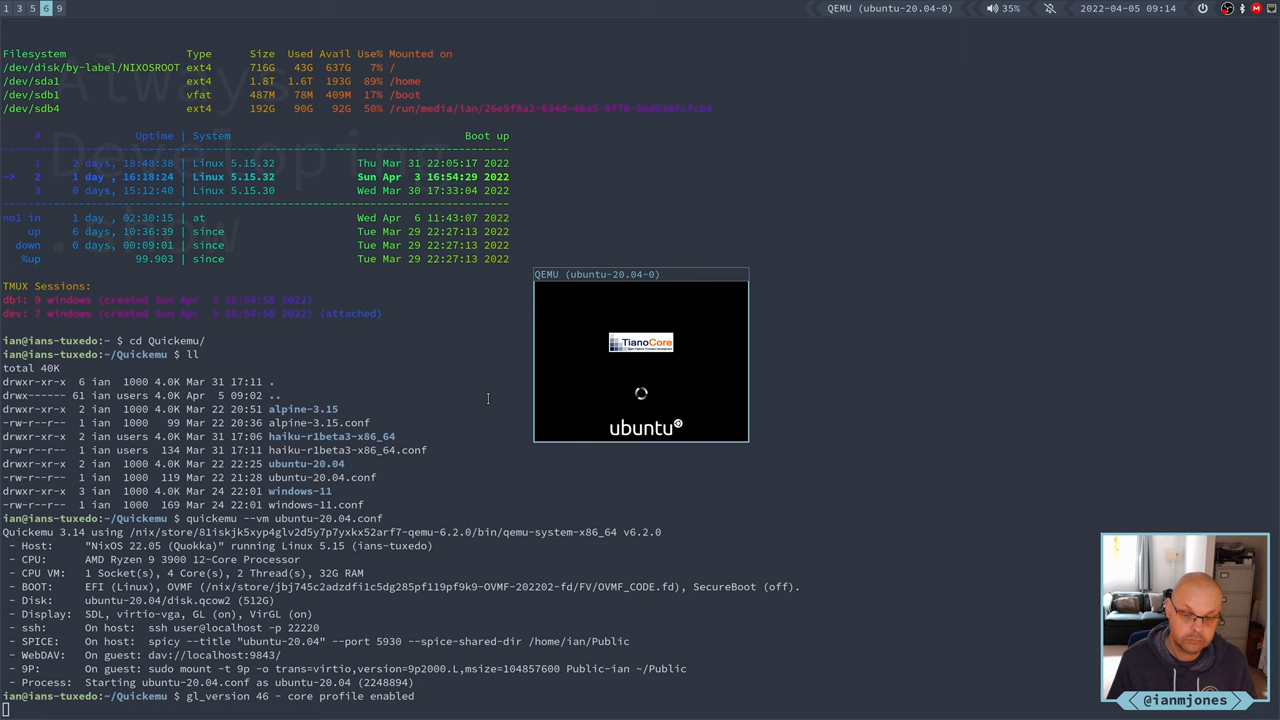 1 3 5 6 9 QEMU (ubuntu-20.04-0) 35% 2022-04-05 09:14
Filesystem Type Size Used Avail Use% Mounted on
/dev/disk/by-label/NIXOSROOT ext4 716G 43G 637G 7% /
/dev/sda1 ext4 1.8T 1.6T 193G 89% /home
/dev/sdb1 vfat 487M 78M 409M 17% /boot
/dev/sdb4 ext4 192G 90G 92G 50%
Always
Developing
# Uptime | System Boot up
1 2 days, 18:48:38 | Linux 5.15.32 Thu Mar 31 22:05:17 2022
-> 2 1 day , 16:18:24 | Linux 5.15.32 Sun Apr 3 16:54:29 2022
3 0 days, 15:12:40 | Linux 5.15.30 Wed Mar 30 17:33:04 2022
no1 in 1 day , 02:30:15 | at Wed Apr 6 11:43:07 2022
up 6 days, 10:36:39 | since Tue Mar 29 22:27:13 2022
down 0 days, 00:09:01 | since Tue Mar 29 22:27:13 2022
%up 99.903 | since Tue Mar 29 22:27:13 2022
TMUX Sessions:
dbi: 9 windows (created Sun Apr 3 16:54:56 2022)
dev: 7 windows (created Sun Apr 3 16:54:56 2022) (attached)
ian@ians-tuxedo:~ $ cd Quickemu/
ian@ians-tuxedo:~/Quickemu $ ll
total 40K
drwxr-xr-x 6 ian 1000 4.0K Mar 31 17:11 .
drwx------ 61 ian users 4.0K Apr 5 09:02 ..
drwxr-xr-x 2 ian 1000 4.0K Mar 22 20:51 alpine-3.15
-rw-r--r-- 1 ian 1000 99 Mar 22 20:36 alpine-3.15.conf
drwxr-xr-x 2 ian users 4.0K Mar 31 17:06 haiku-r1beta3-x86_64
-rw-r--r-- 1 ian users 134 Mar 31 17:11 haiku-r1beta3-x86_64.conf
drwxr-xr-x 2 ian 1000 4.0K Mar 22 22:25 ubuntu-20.04
-rw-r--r-- 1 ian 1000 119 Mar 22 21:28 ubuntu-20.04.conf
drwxr-xr-x 3 ian 1000 4.0K Mar 24 22:01 windows-11
-rw-r--r-- 1 ian 1000 169 Mar 24 22:01 windows-11.conf
ian@ians-tuxedo:~/Quickemu $ quickemu --vm ubuntu-20.04.conf
Quickemu 3.14 using /nix/store/81iskjk5xyp4glv2d5y7p7yxkx52arf7-qemu-6.2.0/bin/qemu-system-x86_64 v6.2.0
- Host: "NixOS 22.05 (Quokka)" running Linux 5.15 (ians-tuxedo)
- CPU: AMD Ryzen 9 3900 12-Core Processor
- CPU VM: 1 Socket(s), 4 Core(s), 2 Thread(s), 32G RAM
- BOOT: EFI (Linux), OVMF (/nix/store/jbj745c2adzdfi1c5dg285pf119pf9k9-OVMF-202202-fd/FV/OVMF_CODE.fd), SecureBoot (off).
- Disk: ubuntu-20.04/disk.qcow2 (512G)
- Display: SDL, virtio-vga, GL (on), VirGL (on)
- ssh: On host: ssh user@localhost -p 22220
- SPICE: On host: spicy --title "ubuntu-20.04" --port 5930 --spice-shared-dir /home/ian/Public
- WebDAV: On guest: dav://localhost:9843/
- 9P: On guest: sudo mount -t 9p -o trans=virtio,version=9p2000.L,msize=104857600 Public-ian ~/Public
- Process: Starting ubuntu-20.04.conf as ubuntu-20.04 (2248894)
ian@ians-tuxedo:~/Quickemu $ gl_version 46 - core profile enabled
QEMU (ubuntu-20.04-0)
TianoCore
ubuntu
@ianmjones